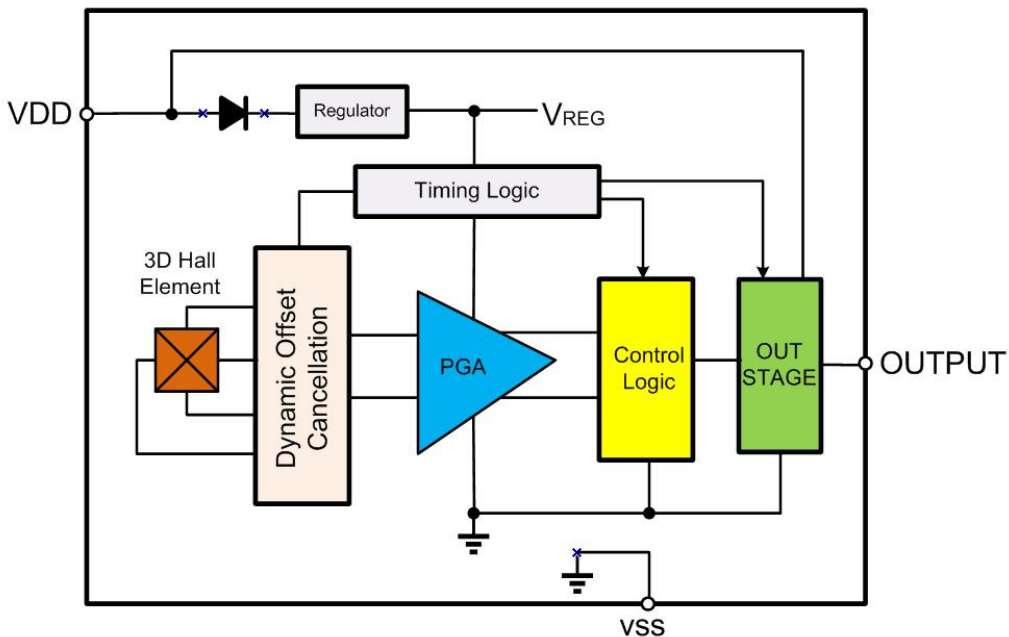 VDD
Regulator
VREG
Timing Logic
3D Hall
Element
Dynamic Offset
Cancellation
PGA
Control
Logic
OUT
STAGE
OUTPUT
VSS